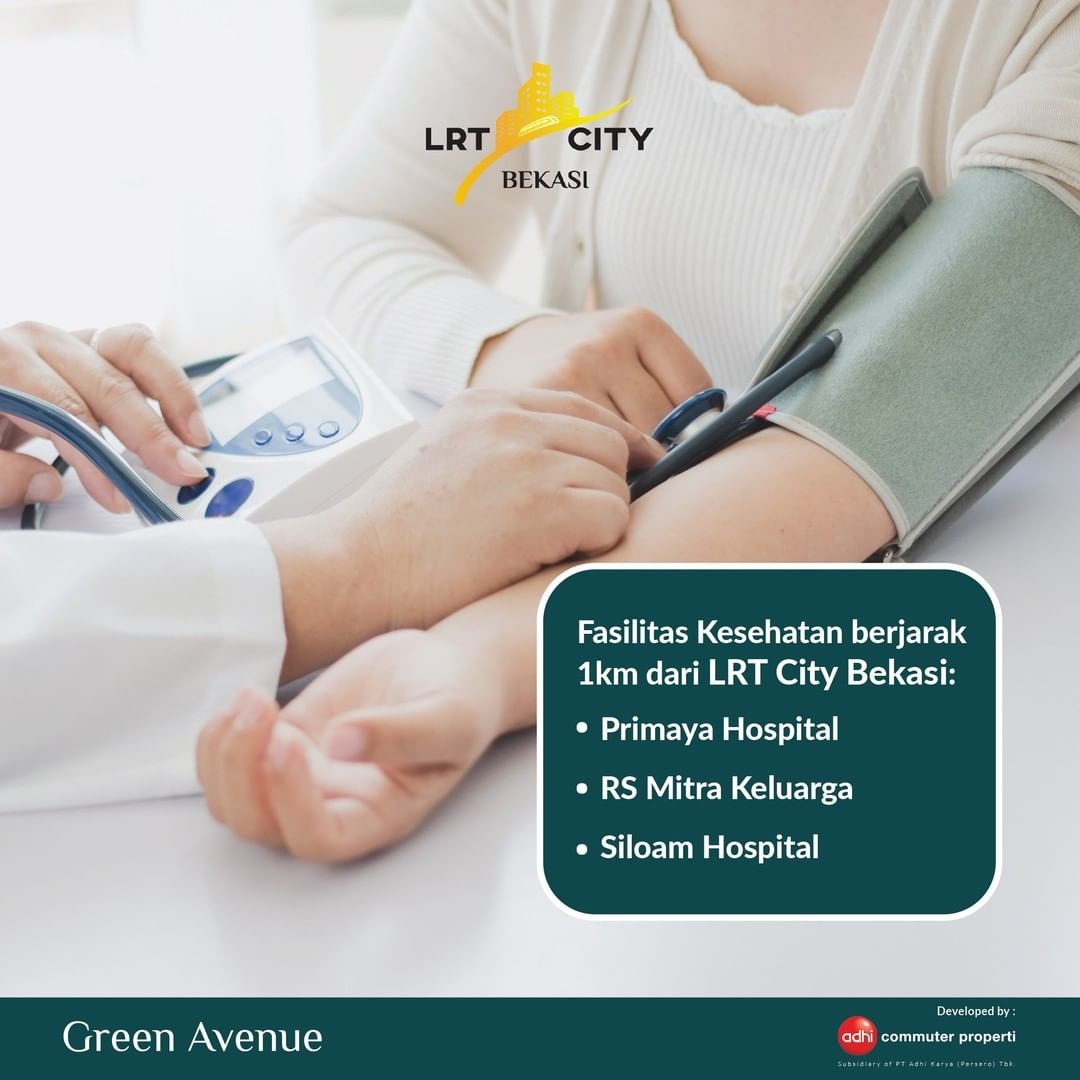 LRT CITY
BEKASI
Fasilitas Kesehatan berjarak
1km dari LRT City Bekasi:
• Primaya Hospital
• RS Mitra Keluarga
• Siloam Hospital
Green Avenue
Developed by :
adhi commuter properti
Subsidiary of PT Adhi Karya (Persero) Tbk.